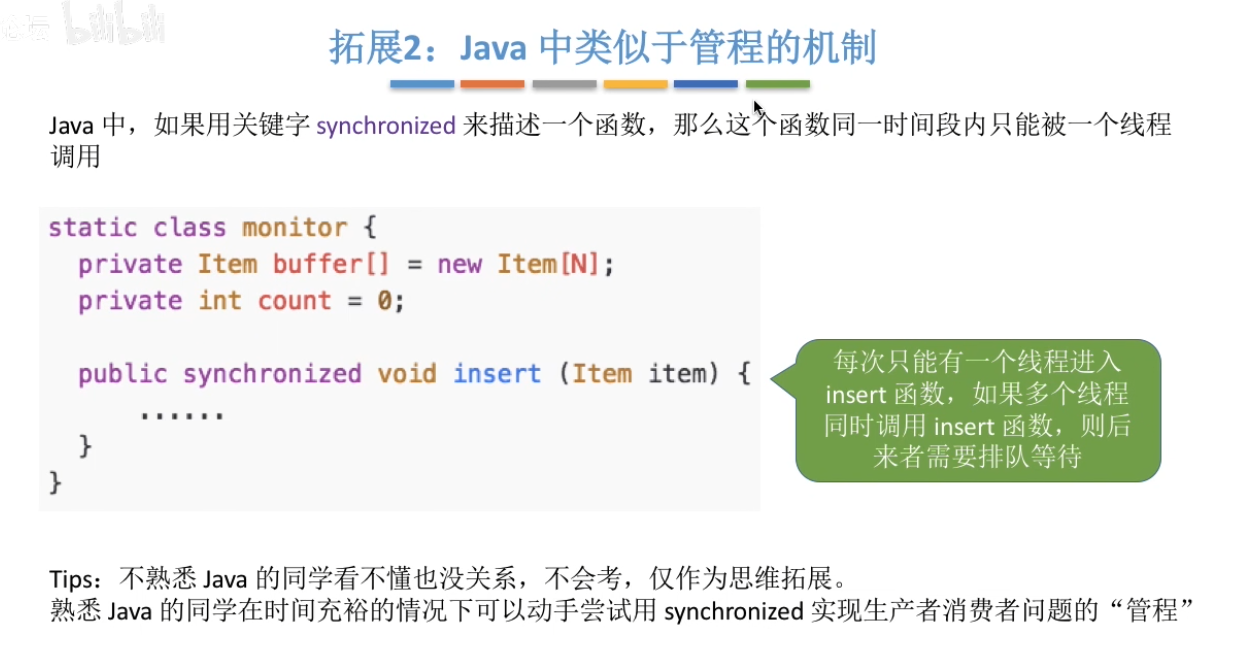 拓展2：Java 中类似于管程的机制
Java 中，如果用关键字 synchronized 来描述一个函数，那么这个函数同一时间段内只能被一个线程
调用
static class monitor {
private Item buffer[] = new Item[N];
private int count = 0;
public synchronized void insert (Item item) {
......
}
}
每次只能有一个线程进入
insert 函数，如果多个线程
同时调用 insert 函数，则后
来者需要排队等待
Tips：不熟悉 Java 的同学看不懂也没关系，不会考，仅作为思维拓展。
熟悉 Java 的同学在时间充裕的情况下可以动手尝试用 synchronized 实现生产者消费者问题的“管程”